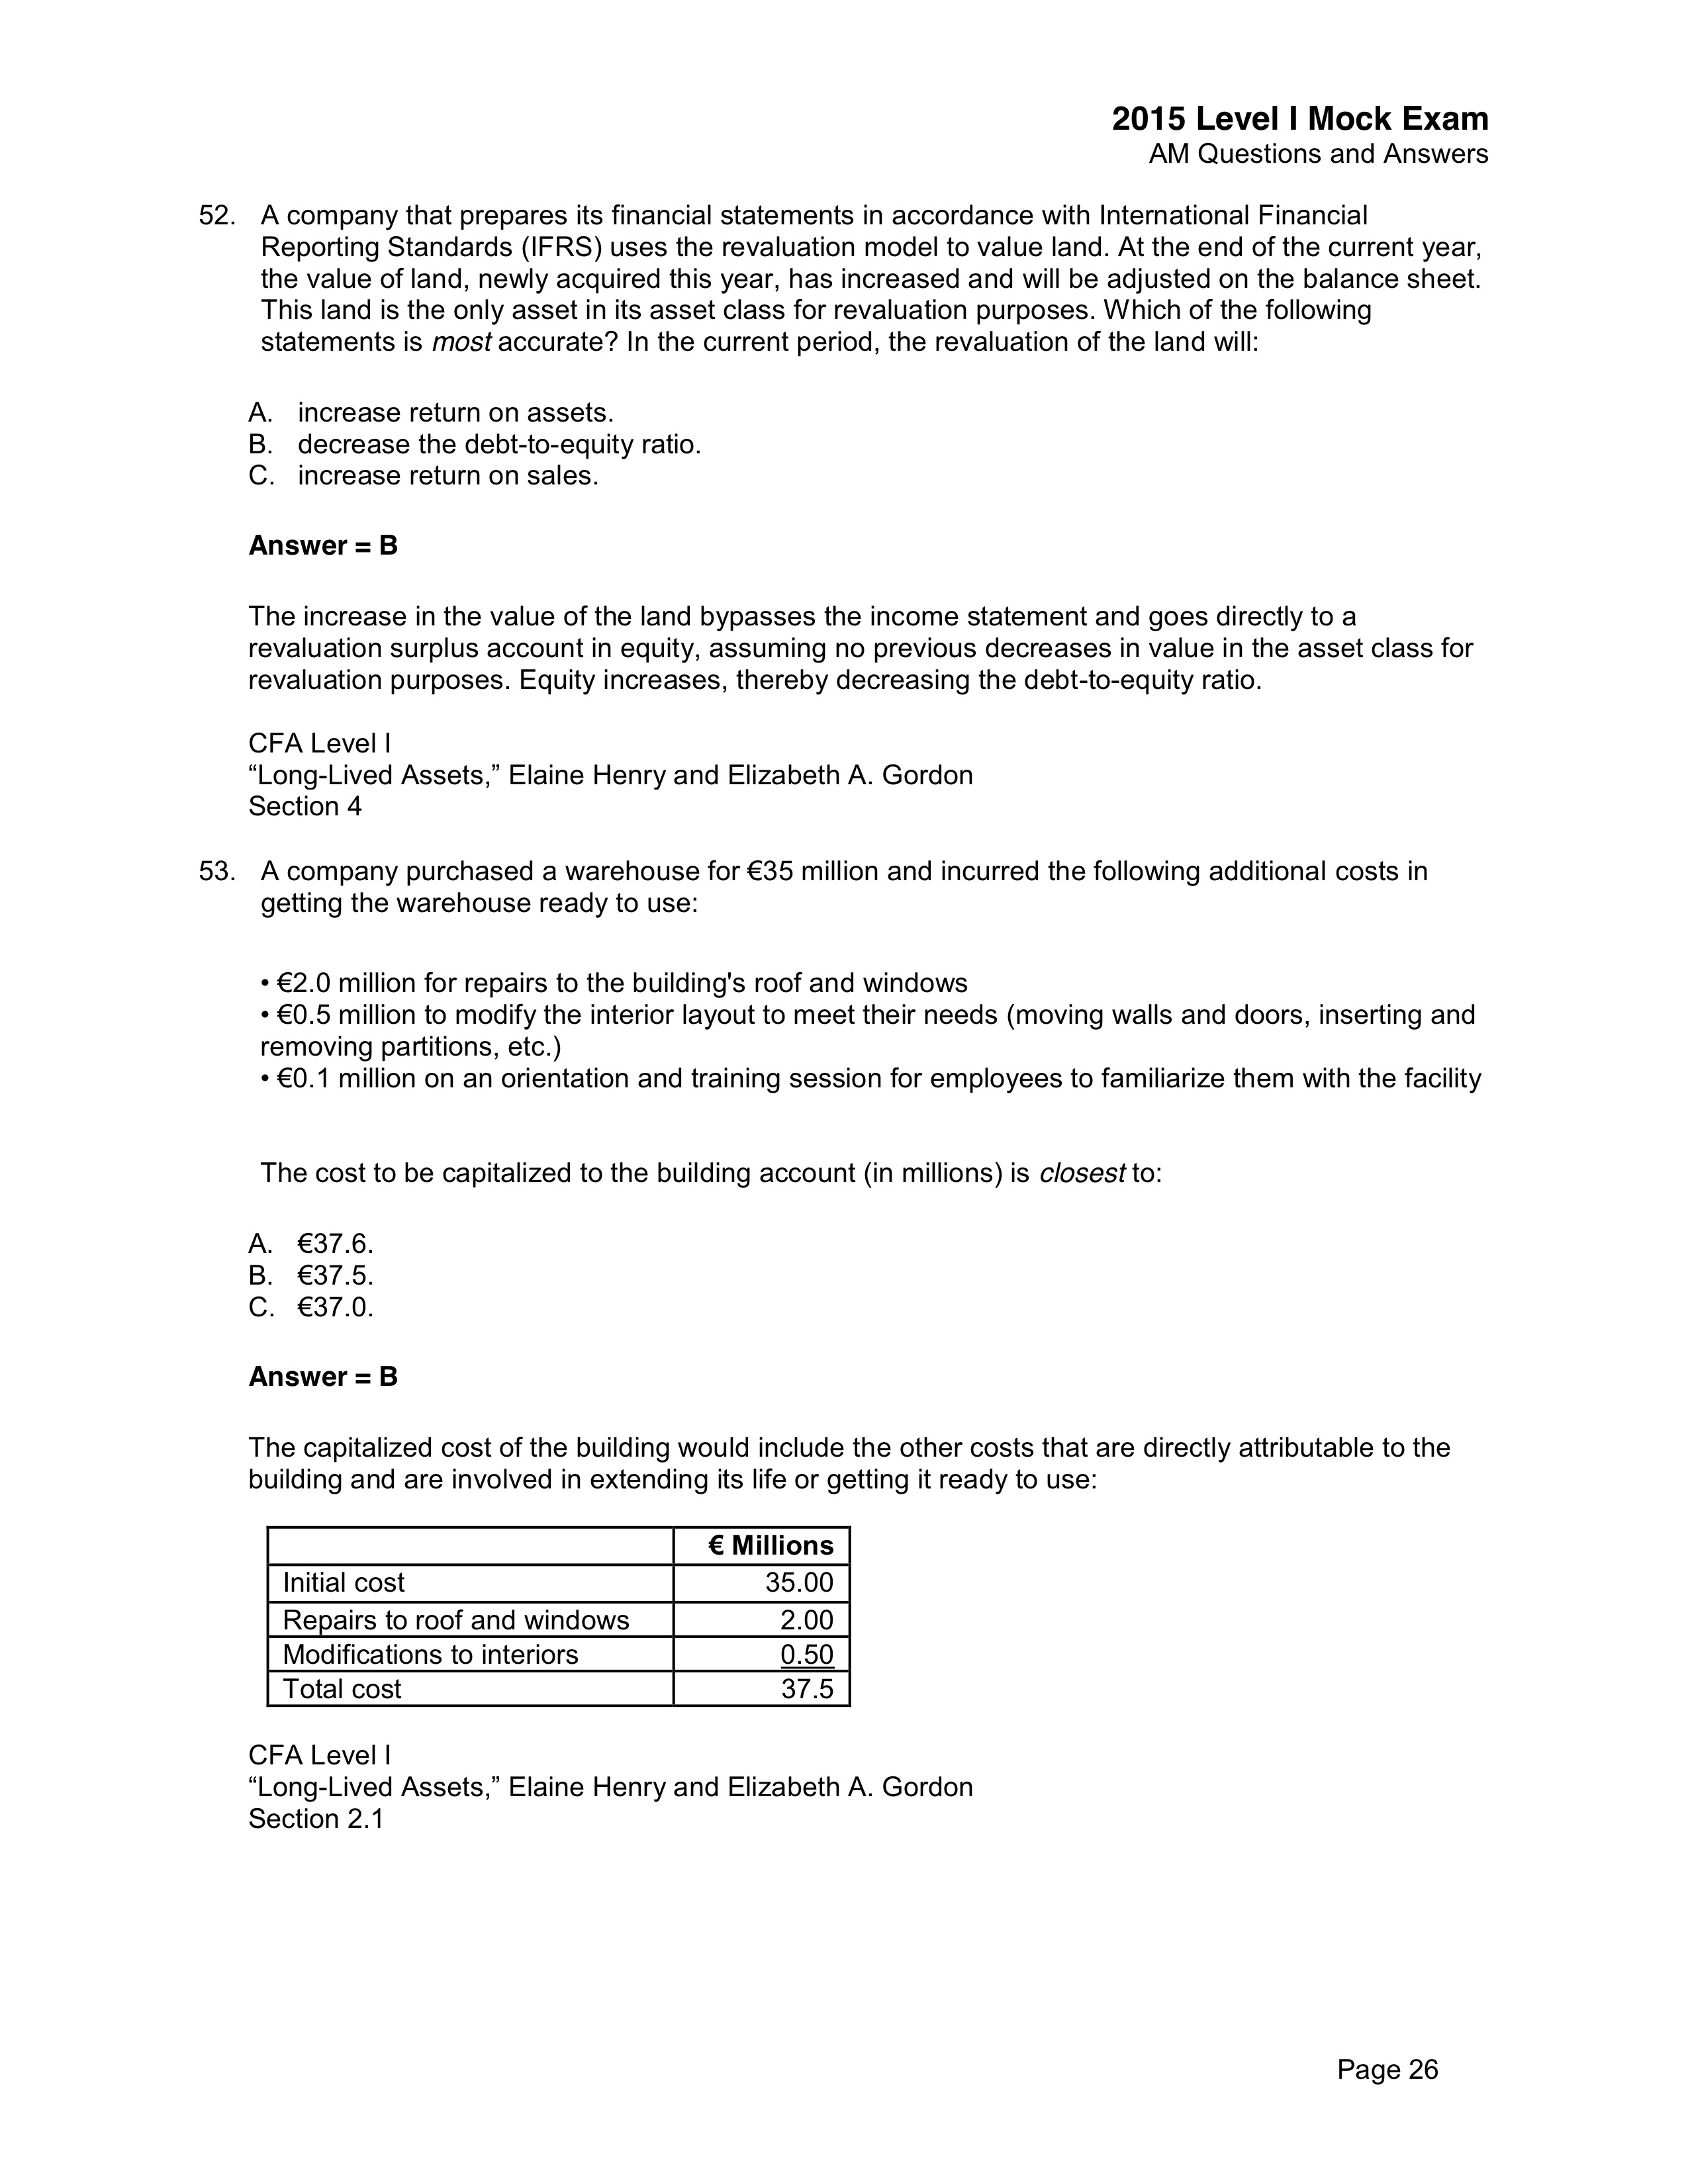 2015 Level I Mock Exam
AM Questions and Answers
52. A company that prepares its financial statements in accordance with International Financial
Reporting Standards (IFRS) uses the revaluation model to value land. At the end of the current year,
the value of land, newly acquired this year, has increased and will be adjusted on the balance sheet.
This land is the only asset in its asset class for revaluation purposes. Which of the following
statements is most accurate? In the current period, the revaluation of the land will:
A. increase return on assets.
B. decrease the debt-to-equity ratio.
C. increase return on sales.
Answer = B
The increase in the value of the land bypasses the income statement and goes directly to a
revaluation surplus account in equity, assuming no previous decreases in value in the asset class for
revaluation purposes. Equity increases, thereby decreasing the debt-to-equity ratio.
CFA Level I
“Long-Lived Assets,” Elaine Henry and Elizabeth A. Gordon
Section 4
53. A company purchased a warehouse for €35 million and incurred the following additional costs in
getting the warehouse ready to use:
• €2.0 million for repairs to the building's roof and windows
• €0.5 million to modify the interior layout to meet their needs (moving walls and doors, inserting and
removing partitions, etc.)
• €0.1 million on an orientation and training session for employees to familiarize them with the facility
The cost to be capitalized to the building account (in millions) is closest to:
A. €37.6.
B. €37.5.
C. €37.0.
Answer = B
The capitalized cost of the building would include the other costs that are directly attributable to the
building and are involved in extending its life or getting it ready to use:
€ Millions
Initial cost 35.00
Repairs to roof and windows 2.00
Modifications to interiors 0.50
Total cost 37.5
CFA Level I
“Long-Lived Assets,” Elaine Henry and Elizabeth A. Gordon
Section 2.1
Page 26